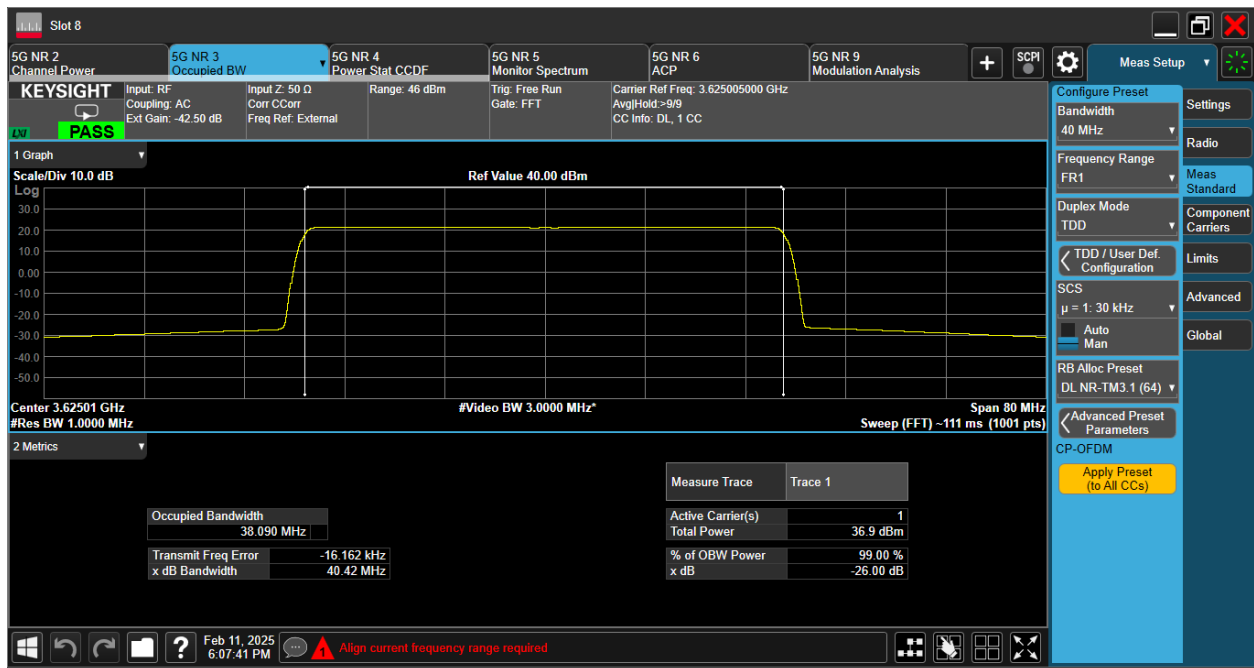 Slot 8
5G NR 2
Channel Power
5G NR 3
Occupied BW
5G NR 4
Power Stat CCDF
5G NR 5
Monitor Spectrum
5G NR 6
ACP
5G NR 9
Modulation Analysis
+
SCPI
Meas Setup
KEYSIGHT
LXI
PASS
Input: RF
Coupling: AC
Ext Gain: -42.50 dB
Input Z: 50 Ω
Corr CCorr
Freq Ref: External
Range: 46 dBm
Trig: Free Run
Gate: FFT
Carrier Ref Freq: 3.625005000 GHz
Avg|Hold:>9/9
CC Info: DL, 1 CC
1 Graph
Scale/Div 10.0 dB
Ref Value 40.00 dBm
Log
30.0
20.0
10.0
0.00
-10.0
-20.0
-30.0
-40.0
-50.0
Center 3.62501 GHz
#Video BW 3.0000 MHz*
Span 80 MHz
#Res BW 1.0000 MHz
Sweep (FFT) ~111 ms (1001 pts)
2 Metrics
Measure Trace Trace 1
Occupied Bandwidth
38.090 MHz
Transmit Freq Error -16.162 kHz
x dB Bandwidth 40.42 MHz
Active Carrier(s) 1
Total Power 36.9 dBm
% of OBW Power 99.00 %
x dB -26.00 dB
Configure Preset
Bandwidth
40 MHz
Frequency Range
FR1
Duplex Mode
TDD
TDD / User Def.
Configuration
SCS
μ = 1: 30 kHz
Auto
Man
RB Alloc Preset
DL NR-TM3.1 (64)
Advanced Preset
Parameters
CP-OFDM
Apply Preset
(to All CCs)
Settings
Radio
Meas
Standard
Component
Carriers
Limits
Advanced
Global
?
Feb 11, 2025
6:07:41 PM
1
Align current frequency range required